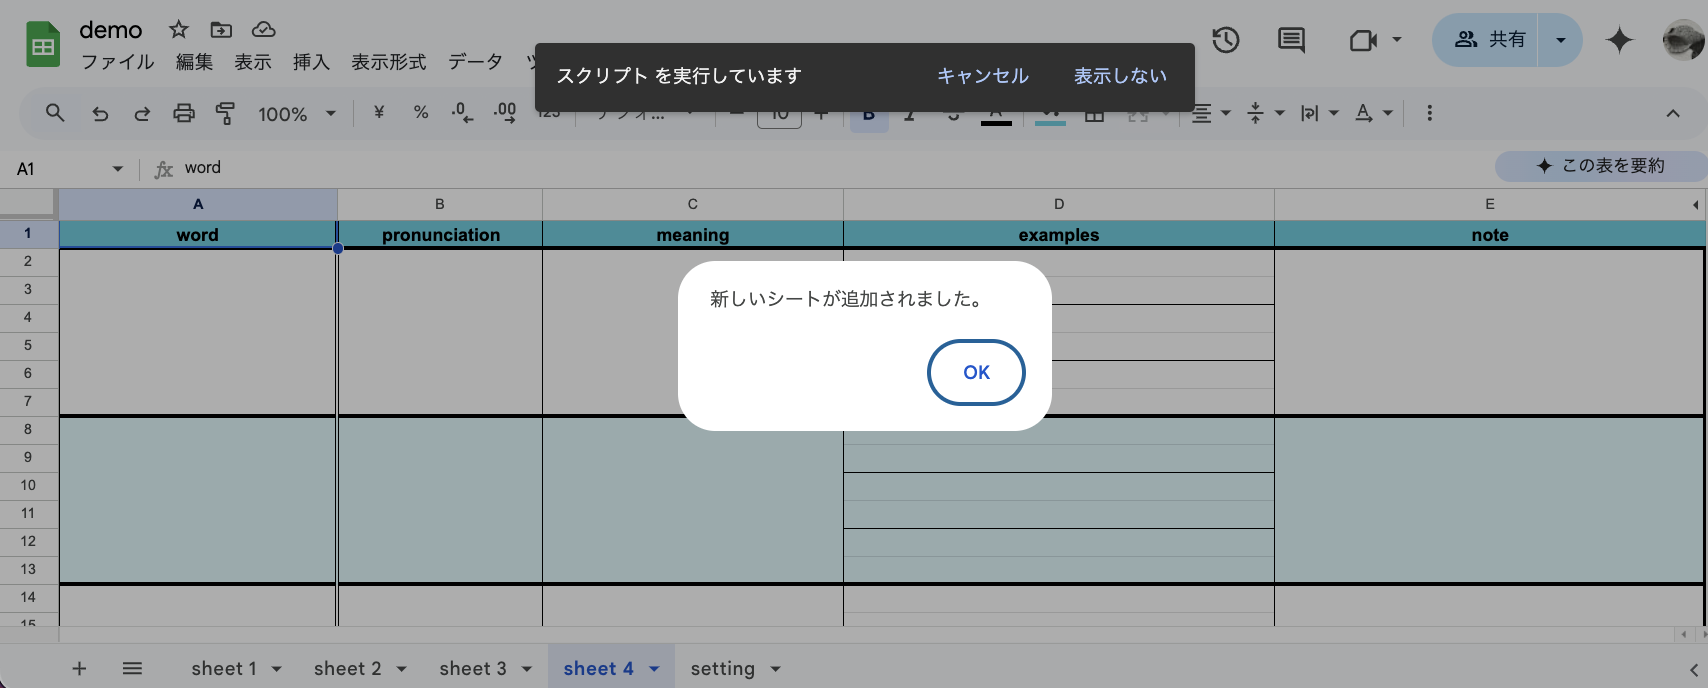 demo
ファイル 編集 表示 挿入 表示形式 データ
スクリプト を実行しています キャンセル 表示しない
共有
100% ¥ % .0 .00 123 10 B
A1 fx word この表を要約
A B C D E
1 word pronunciation meaning examples note
2
3
新しいシートが追加されました。
4
5
6
OK
7
8
9
10
11
12
13
14
15
sheet 1 sheet 2 sheet 3 sheet 4 setting